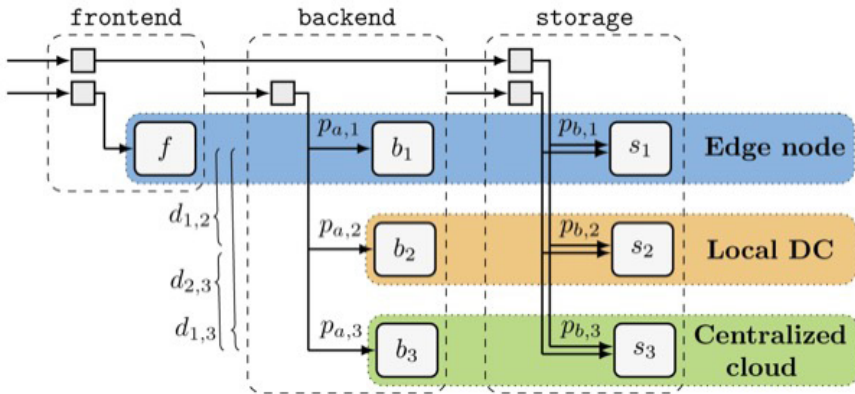 frontend backend storage
p_{a,1} p_{b,1}
f b_1 s_1 Edge node
d_{1,2}
p_{a,2} p_{b,2}
b_2 s_2 Local DC
d_{2,3}
d_{1,3}
p_{a,3} p_{b,3}
b_3 s_3 Centralized
cloud